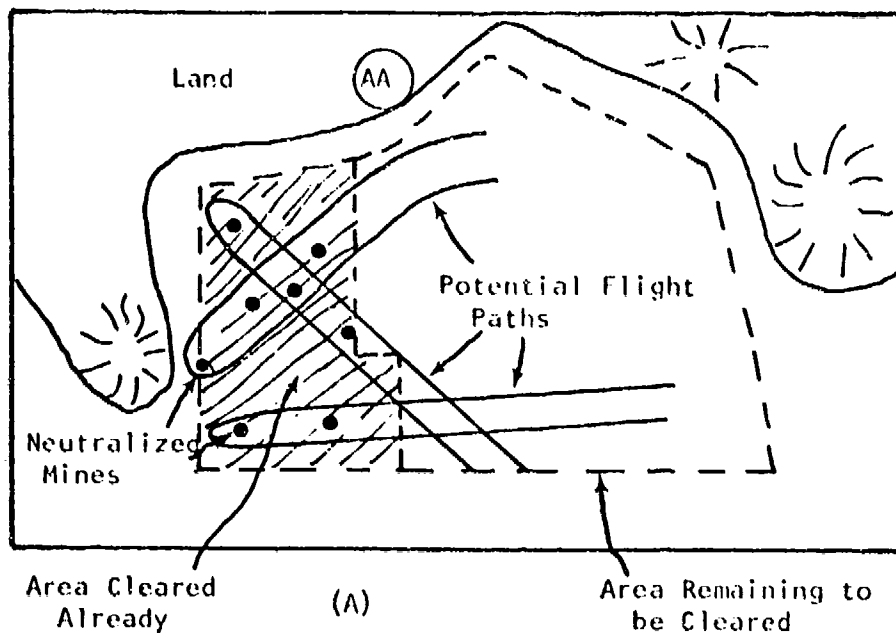 Land
AA
Potential Flight
Paths
Neutralized
Mines
Area Cleared
Already
(A)
Area Remaining to
be Cleared